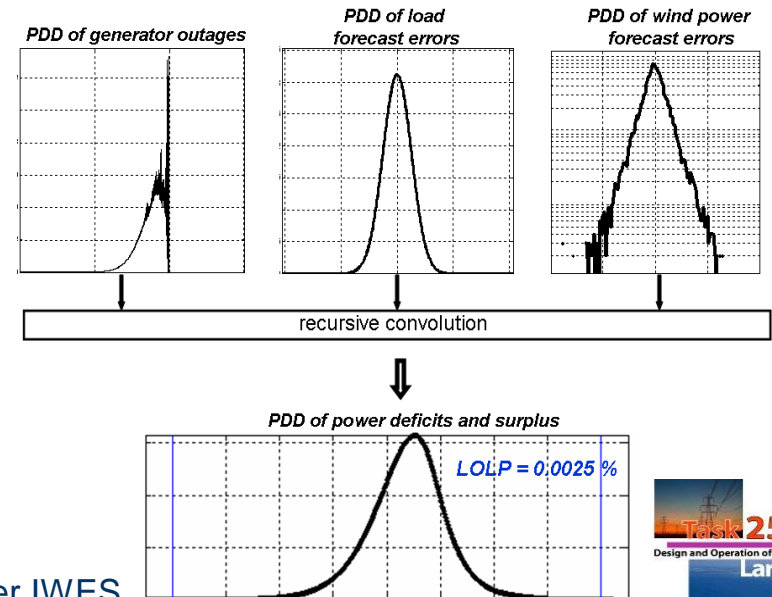 PDD of generator outages
PDD of load
forecast errors
PDD of wind power
forecast errors
recursive convolution
PDD of power deficits and surplus
LOLP = 0.0025 %
Task 25
Design and Operation of
Lar
er IWES